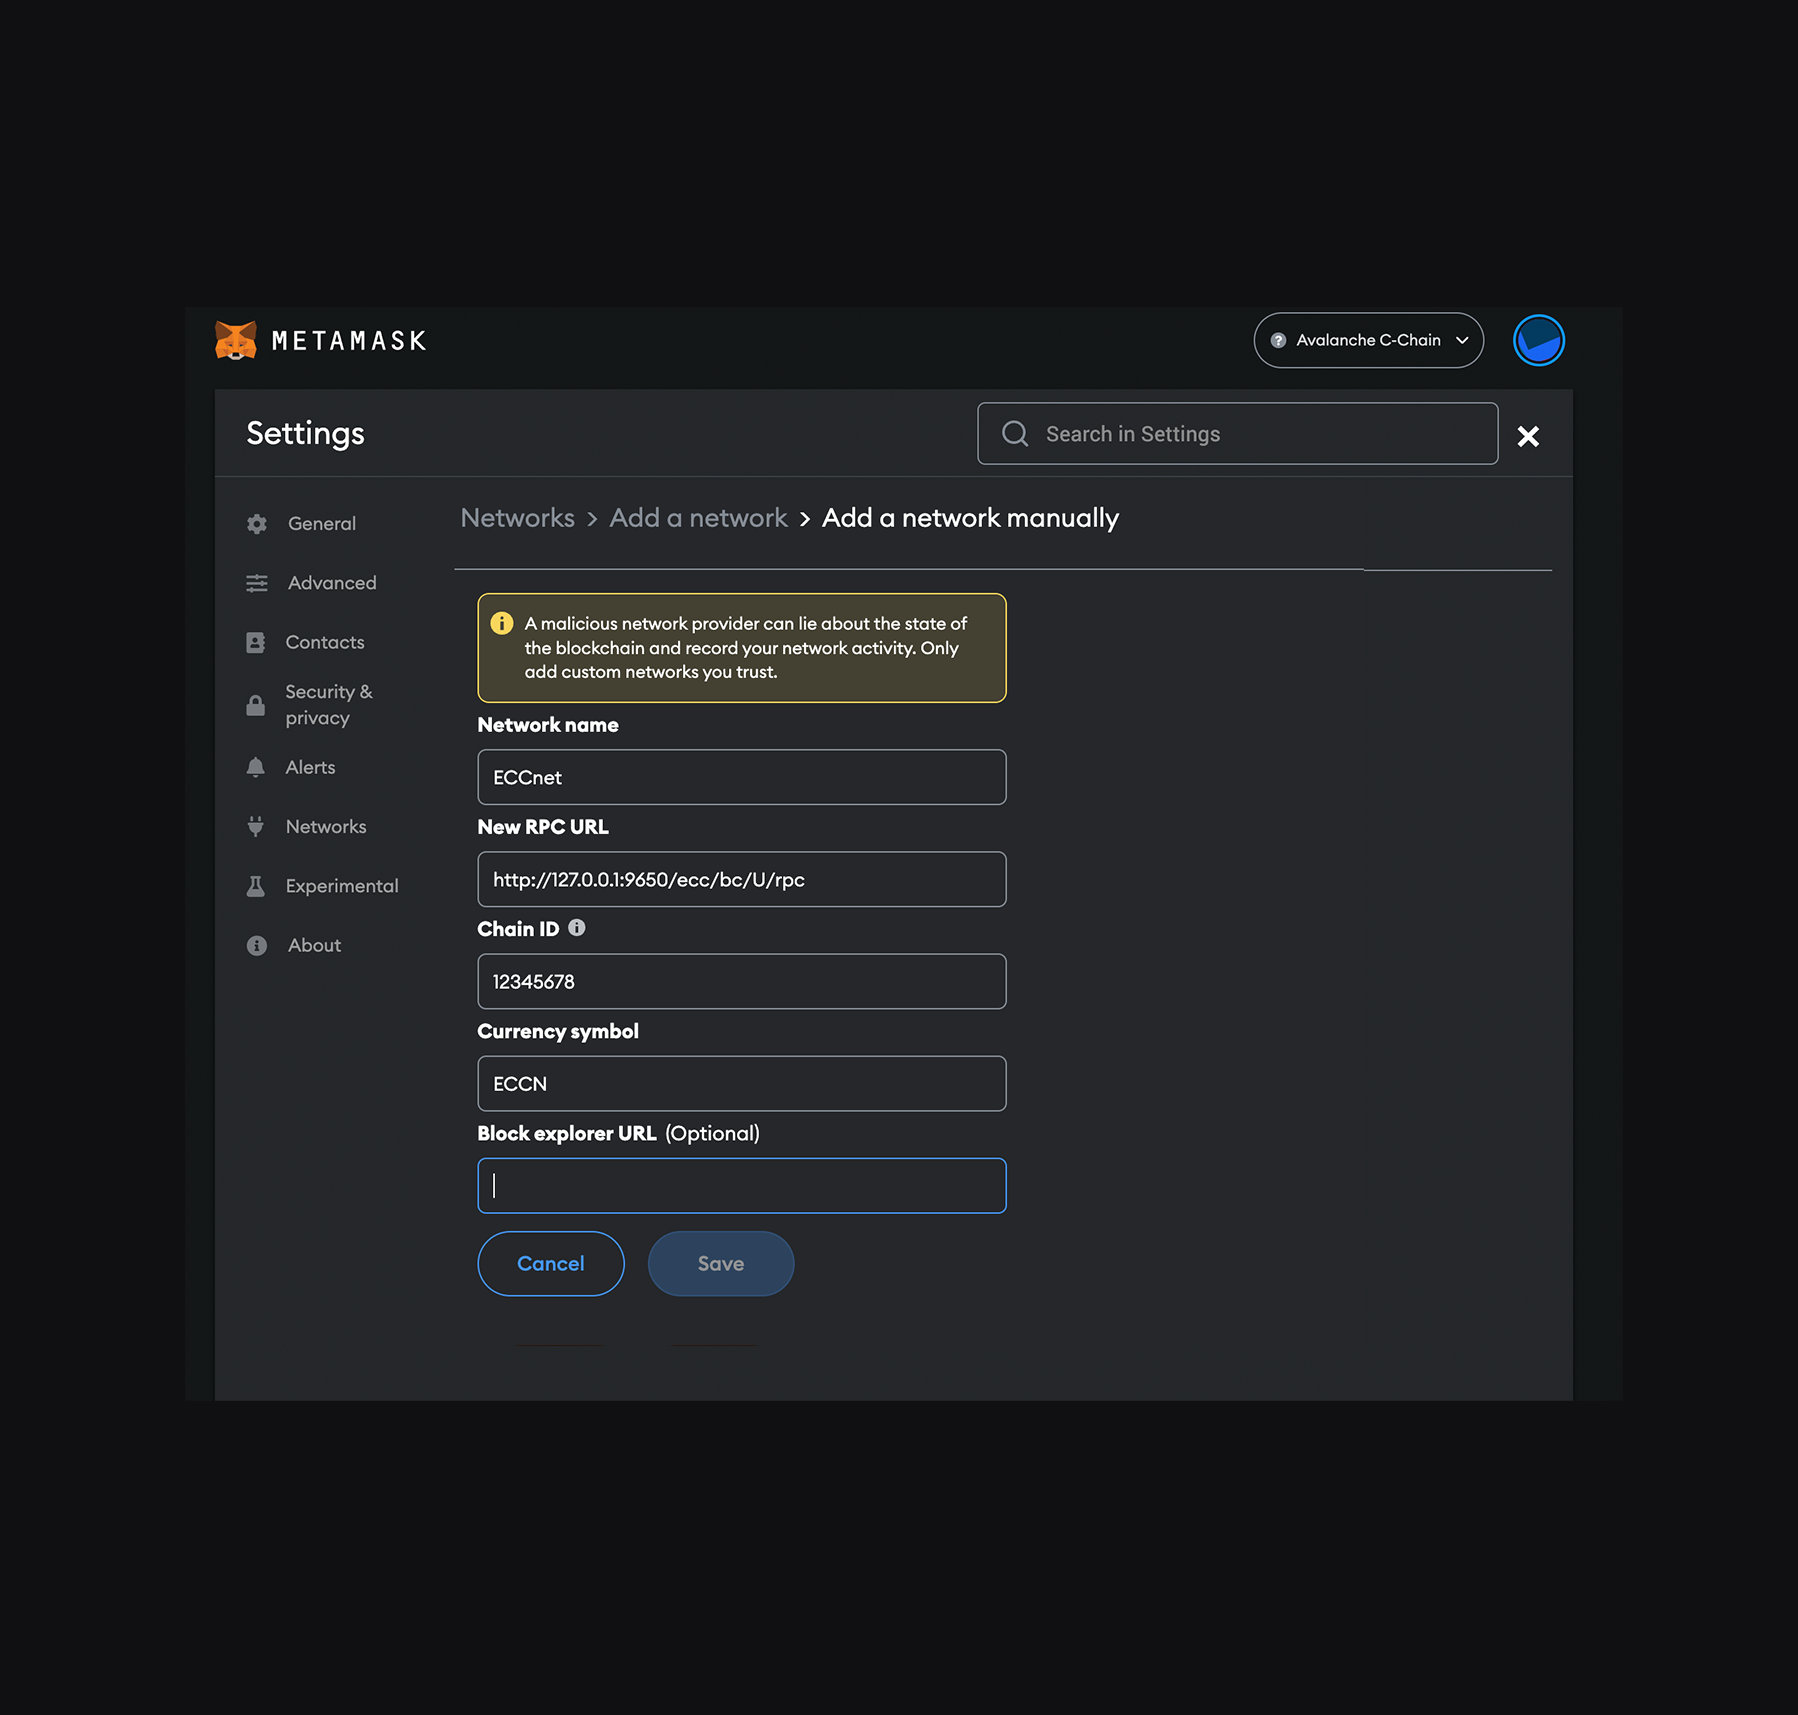 METAMASK
Avalanche C-Chain
Settings
Search in Settings
General
Advanced
Contacts
Security &
privacy
Alerts
Networks
Experimental
About
Networks > Add a network > Add a network manually
A malicious network provider can lie about the state of
the blockchain and record your network activity. Only
add custom networks you trust.
Network name
ECCnet
New RPC URL
http://127.0.0.1:9650/ecc/bc/U/rpc
Chain ID
12345678
Currency symbol
ECCN
Block explorer URL (Optional)
Cancel
Save